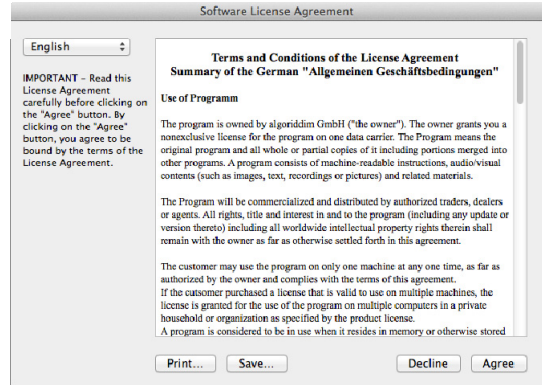 Software License Agreement
English
IMPORTANT – Read this
License Agreement
carefully before clicking on
the "Agree" button. By
clicking on the "Agree"
button, you agree to be
bound by the terms of the
License Agreement.
Terms and Conditions of the License Agreement
Summary of the German "Allgemeinen Geschäftsbedingungen"
Use of Programm
The program is owned by algoriddim GmbH ("the owner"). The owner grants you a
nonexclusive license for the program on one data carrier. The Program means the
original program and all whole or partial copies of it including portions merged into
other programs. A program consists of machine-readable instructions, audio/visual
contents (such as images, text, recordings or pictures) and related materials.
The Program will be commercialized and distributed by authorized traders, dealers
or agents. All rights, title and interest in and to the program (including any update or
version thereto) including all worldwide intellectual property rights therein shall
remain with the owner as far as otherwise settled forth in this agreement.
The customer may use the program on only one machine at any one time, as far as
authorized by the owner and complies with the terms of this agreement.
If the cutsomer purchased a license that is valid to use on multiple machines, the
license is granted for the use of the program on multiple computers in a private
household or organization as specified by the product license.
A program is considered to be in use when it resides in memory or otherwise stored
Print...
Save...
Decline
Agree